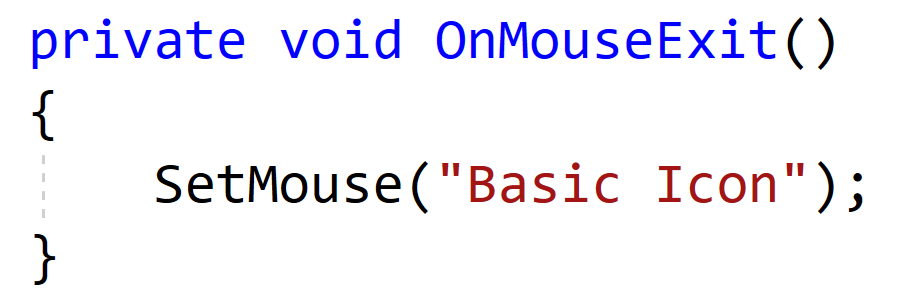 private void OnMouseExit()
{
    SetMouse("Basic Icon");
}